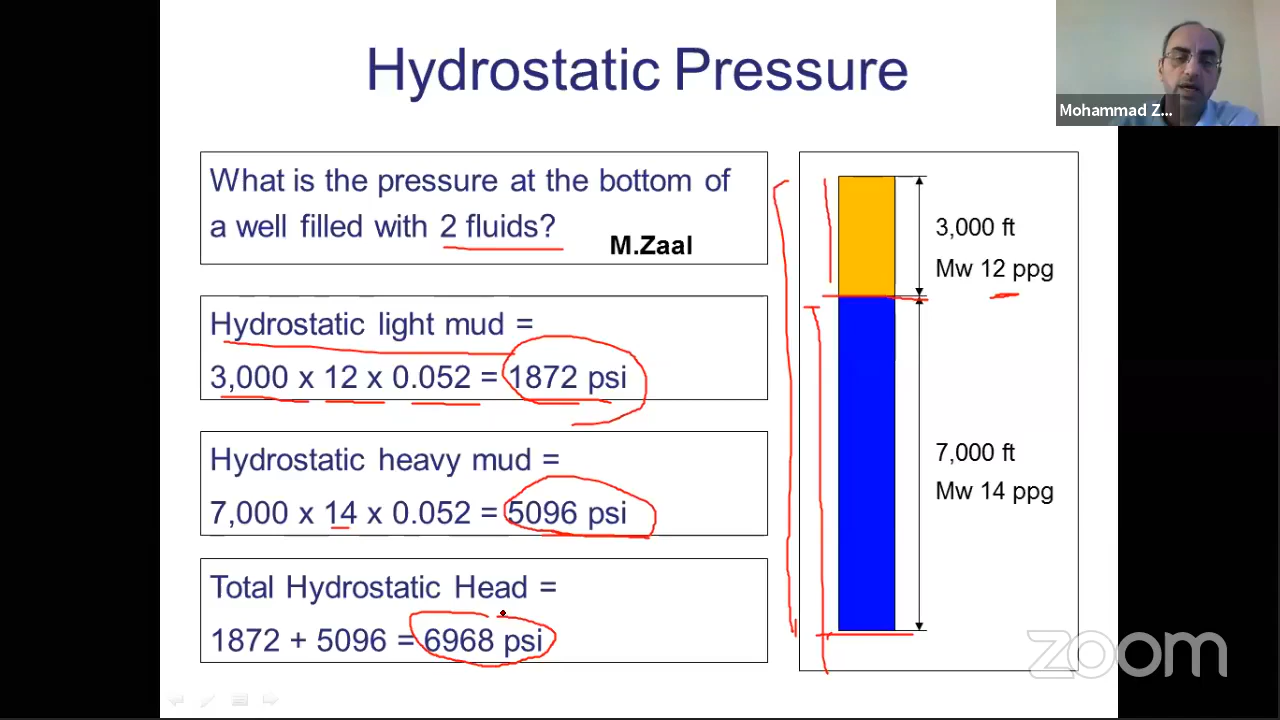 Hydrostatic Pressure
Mohammad Z...
What is the pressure at the bottom of
a well filled with 2 fluids?
M.Zaal
Hydrostatic light mud =
3,000 x 12 x 0.052 = 1872 psi
Hydrostatic heavy mud =
7,000 x 14 x 0.052 = 5096 psi
Total Hydrostatic Head =
1872 + 5096 = 6968 psi
3,000 ft
Mw 12 ppg
7,000 ft
Mw 14 ppg
zoom